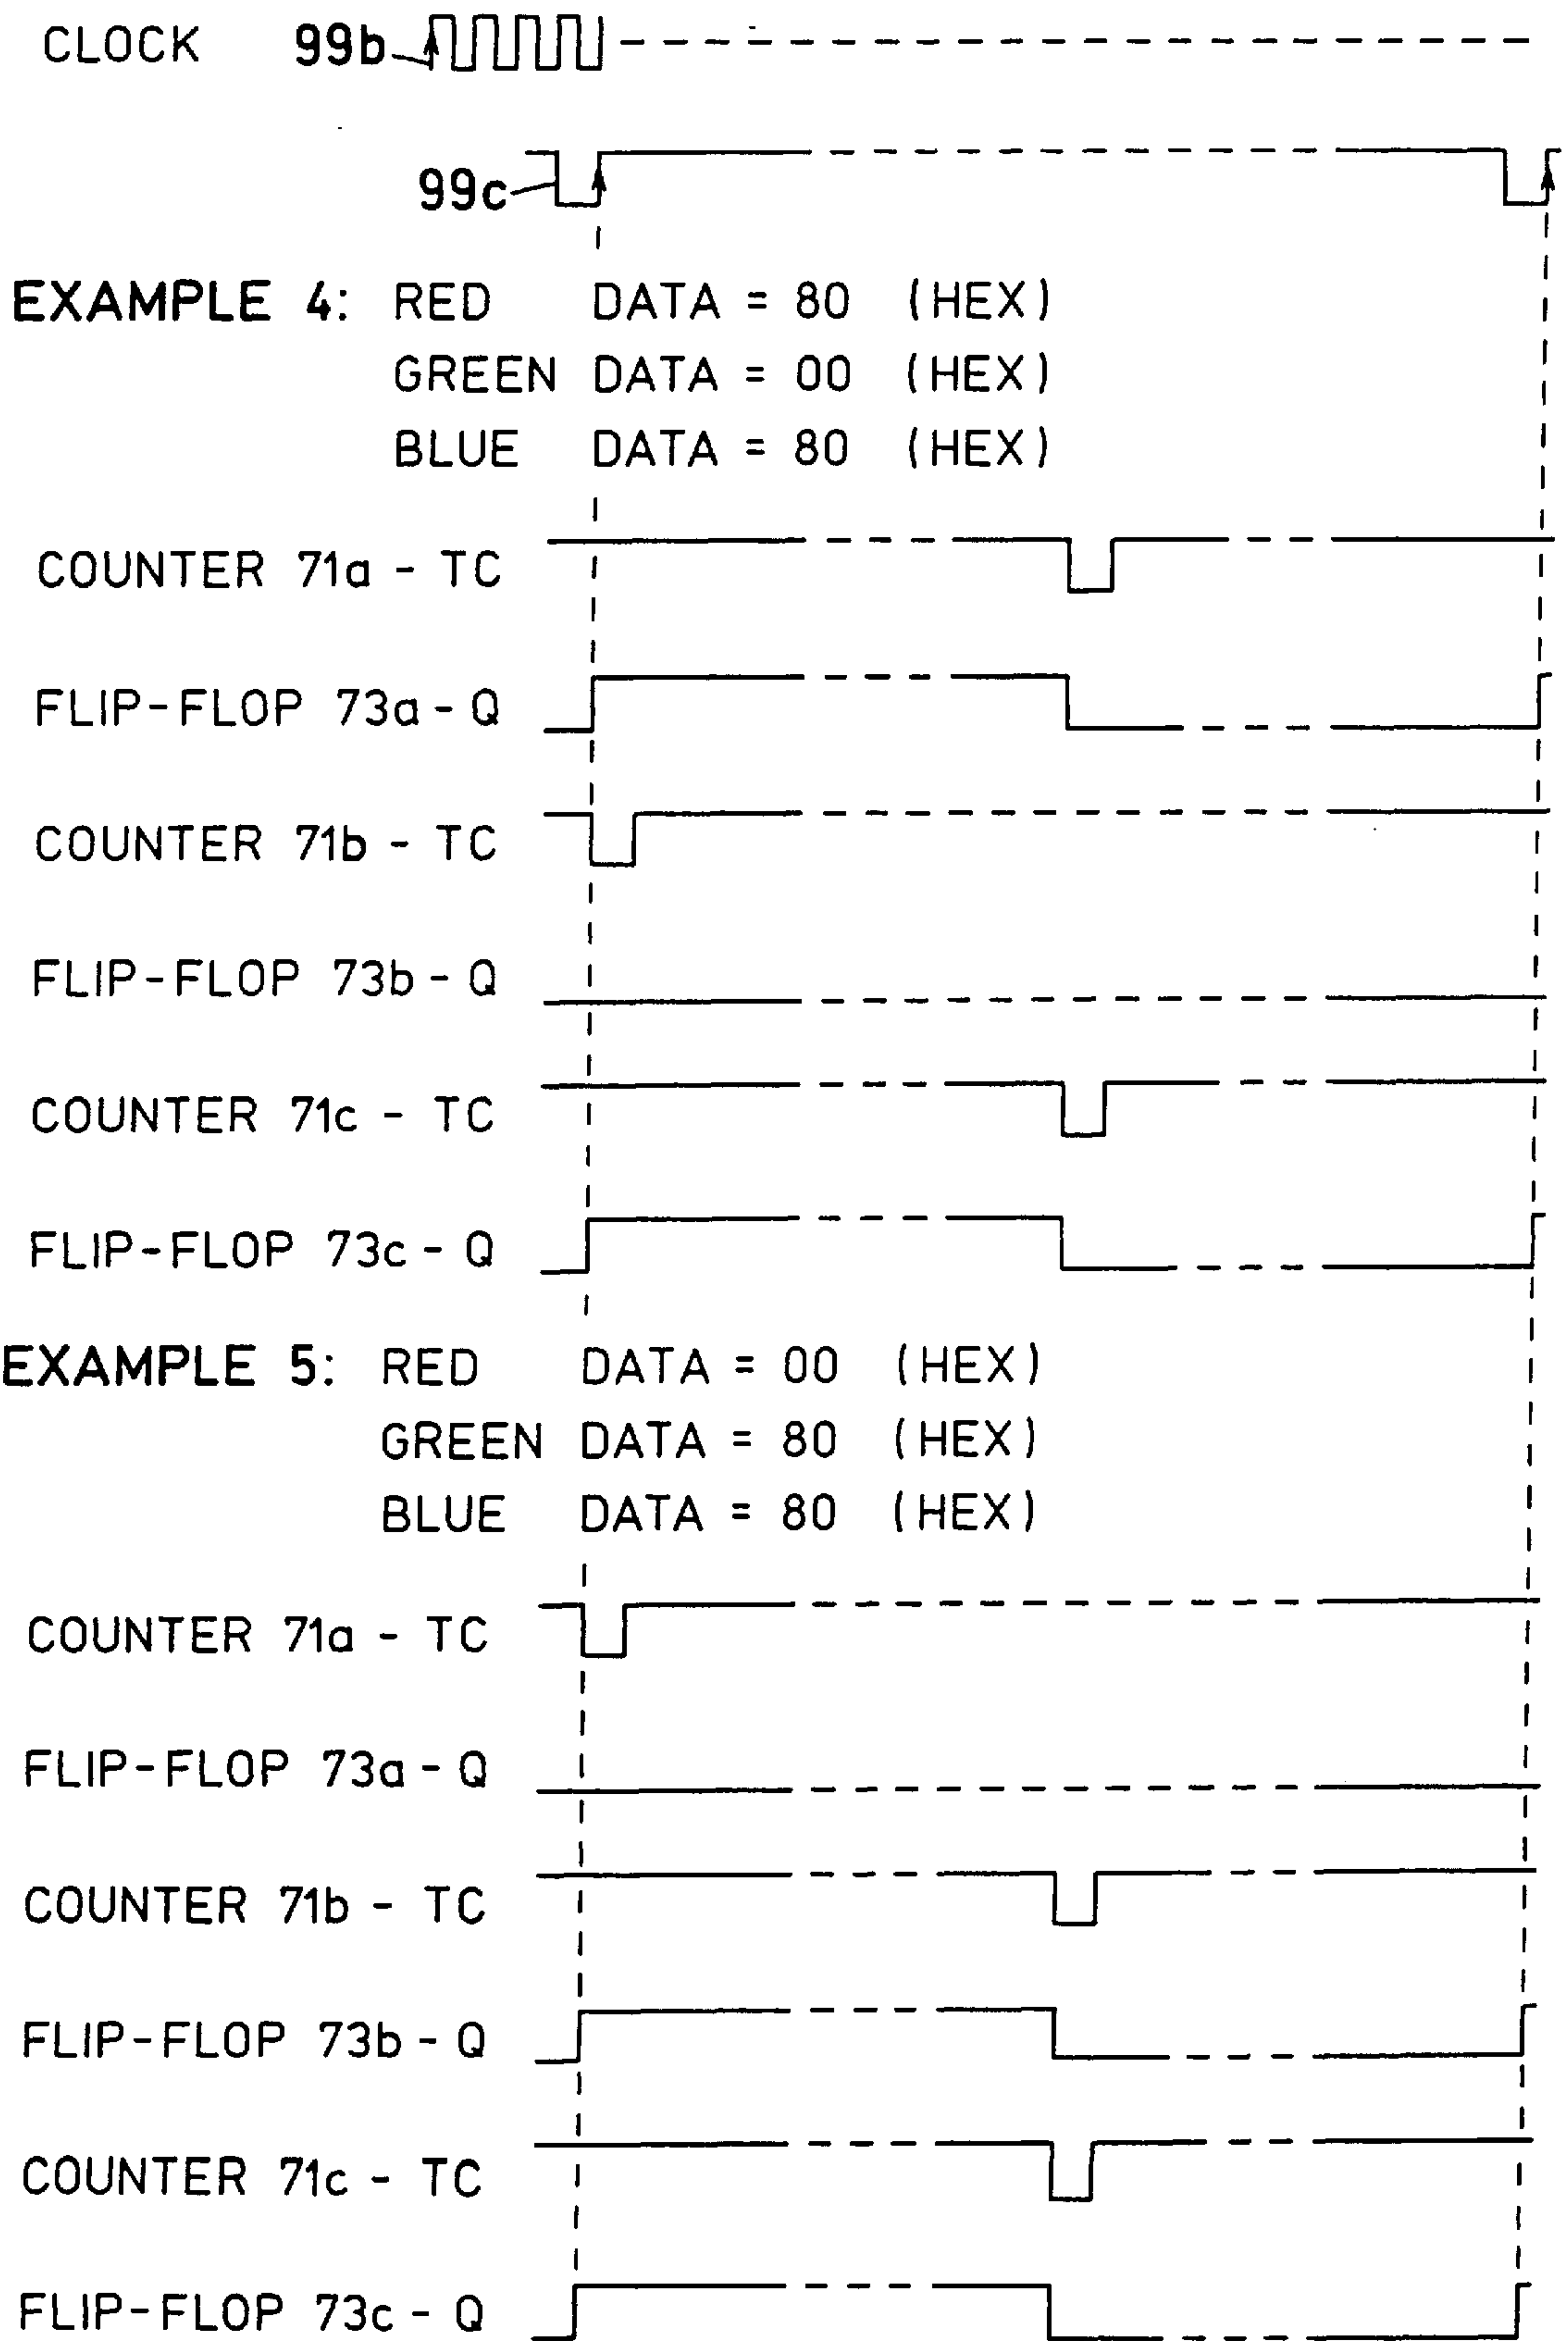 CLOCK 99b
99c
EXAMPLE 4: RED DATA = 80 (HEX)
GREEN DATA = 00 (HEX)
BLUE DATA = 80 (HEX)
COUNTER 71a - TC
FLIP-FLOP 73a - Q
COUNTER 71b - TC
FLIP-FLOP 73b - Q
COUNTER 71c - TC
FLIP-FLOP 73c - Q
EXAMPLE 5: RED DATA = 00 (HEX)
GREEN DATA = 80 (HEX)
BLUE DATA = 80 (HEX)
COUNTER 71a - TC
FLIP-FLOP 73a - Q
COUNTER 71b - TC
FLIP-FLOP 73b - Q
COUNTER 71c - TC
FLIP-FLOP 73c - Q